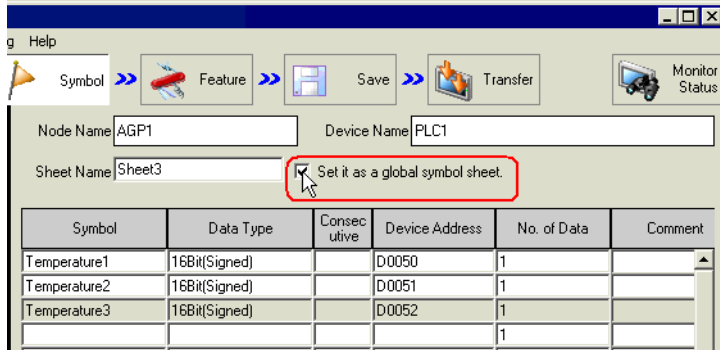 g Help
Symbol >> Feature >> Save >> Transfer Monitor Status
Node Name AGP1 Device Name PLC1
Sheet Name Sheet3 Set it as a global symbol sheet.
Symbol Data Type Consecutive Device Address No. of Data Comment
Temperature1 16Bit(Signed) D0050 1
Temperature2 16Bit(Signed) D0051 1
Temperature3 16Bit(Signed) D0052 1
1